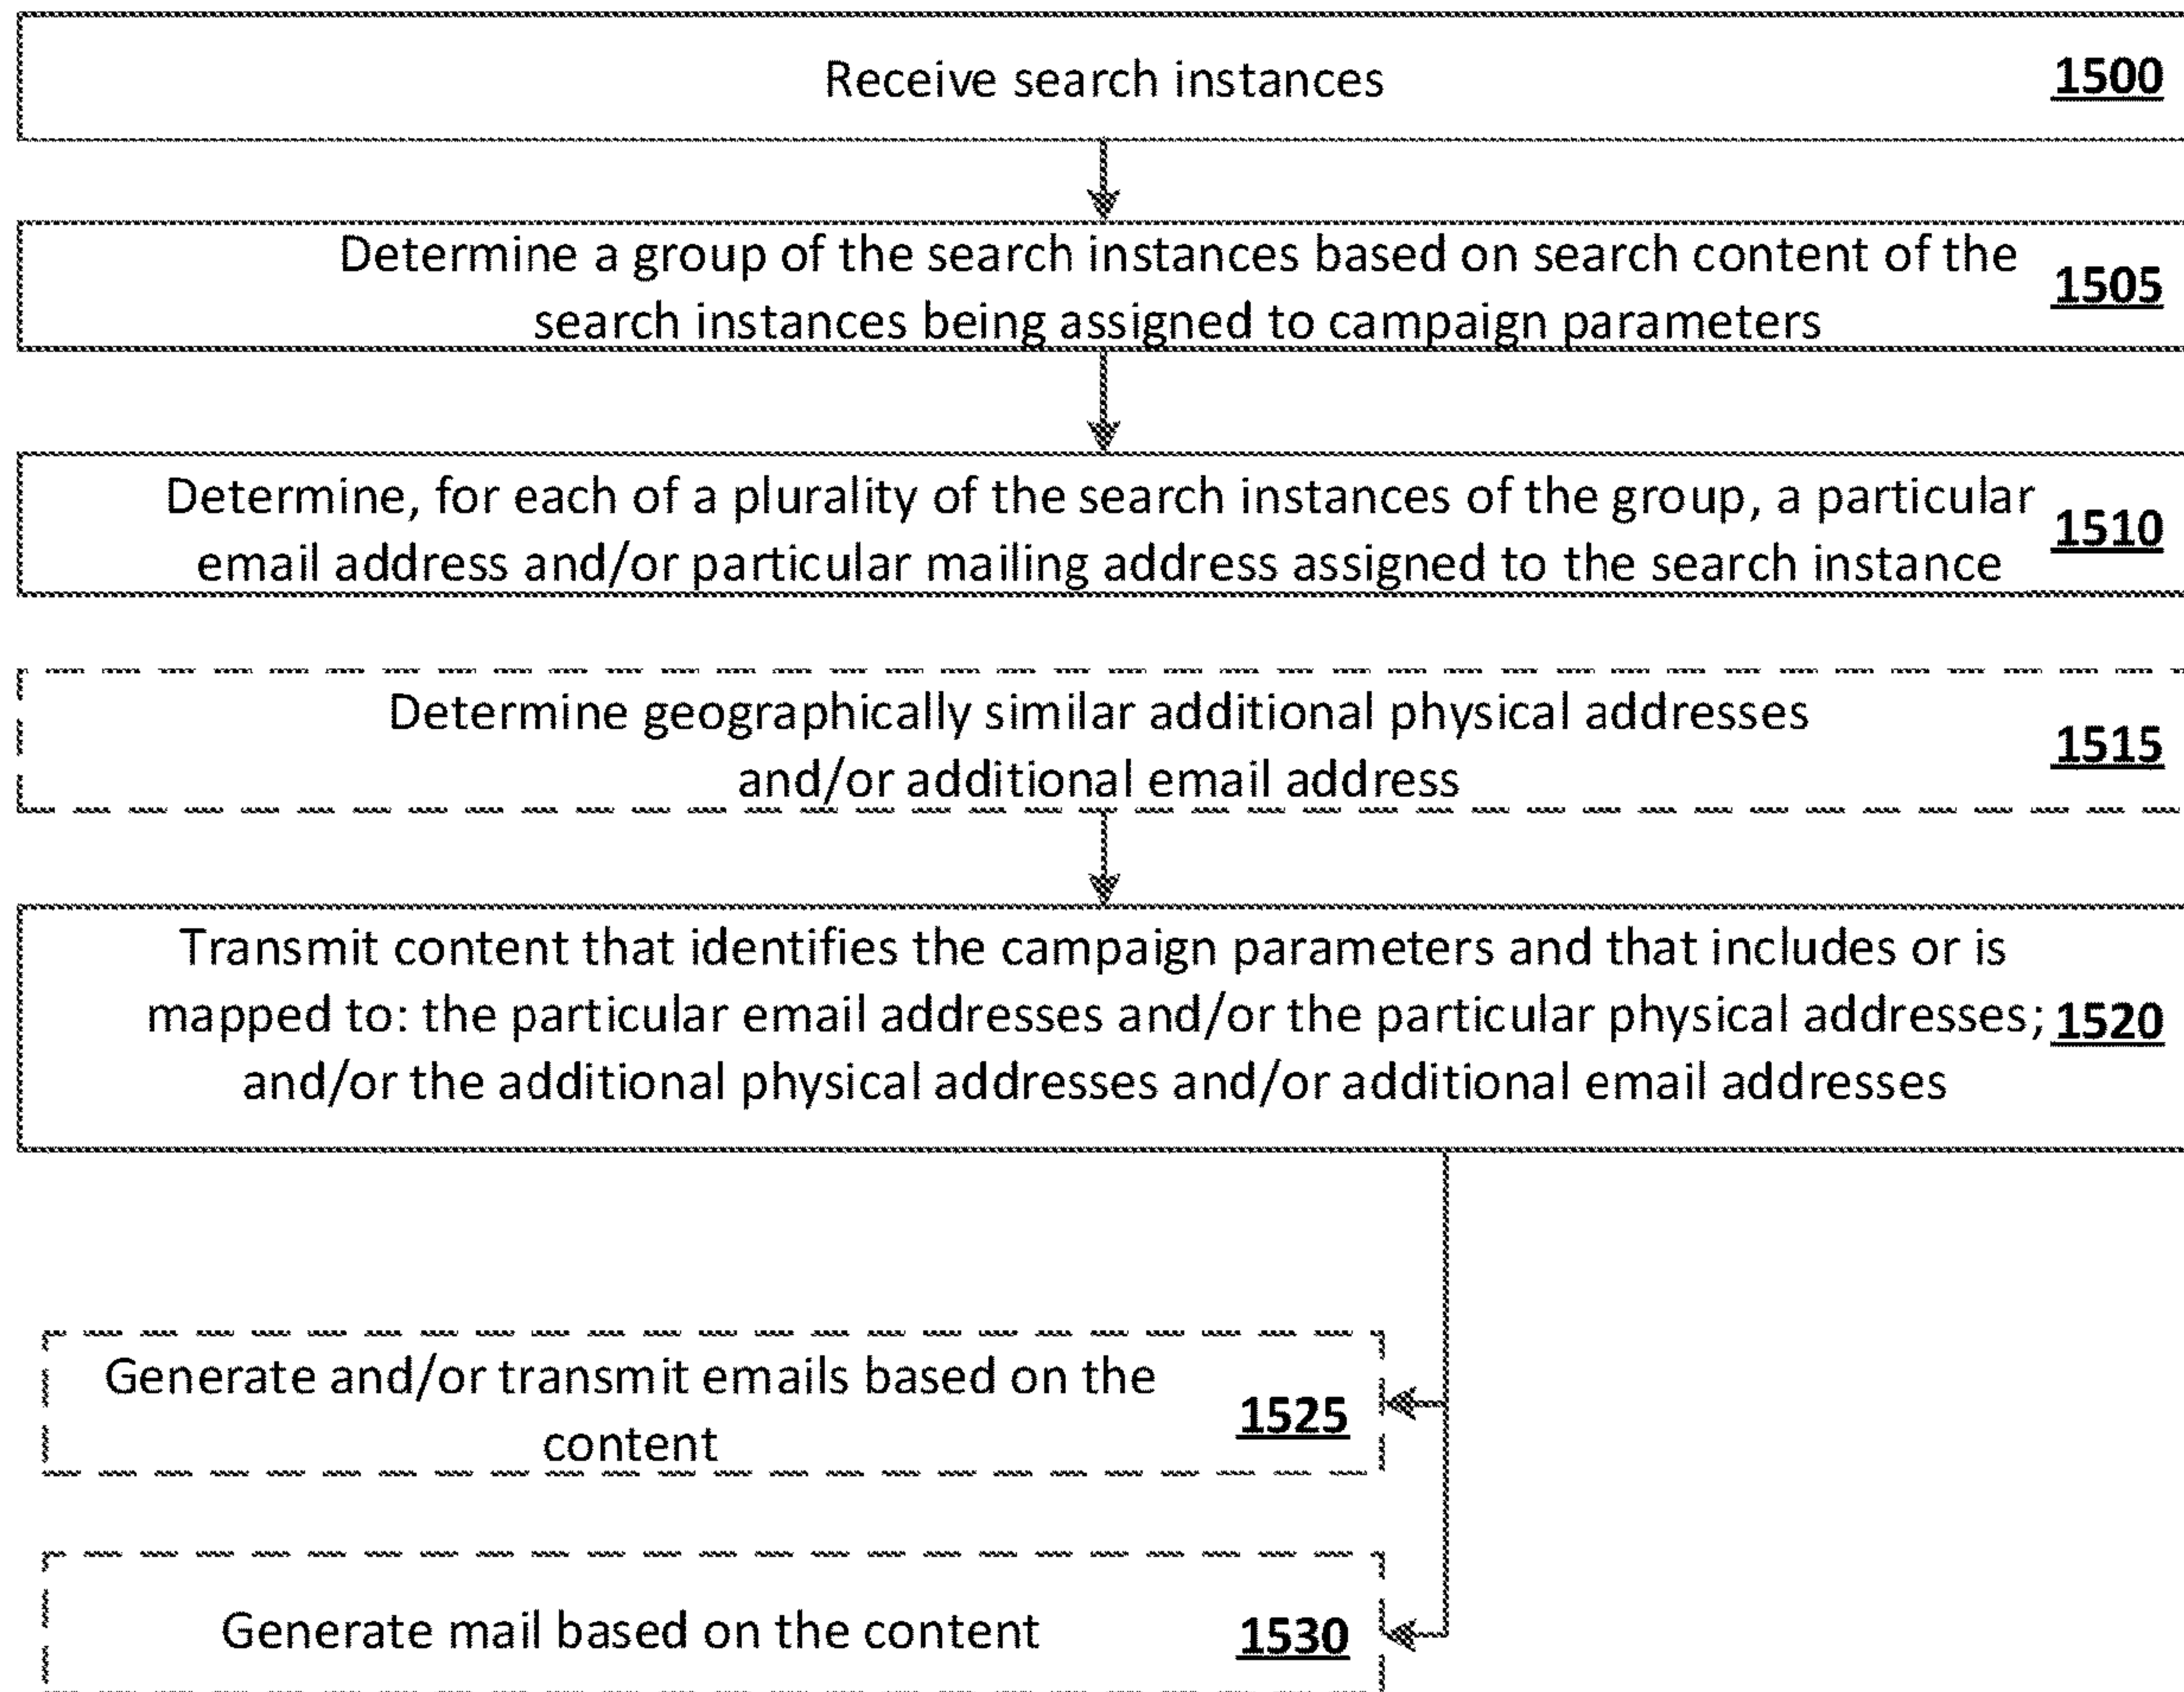 Receive search instances 1500
Determine a group of the search instances based on search content of the
search instances being assigned to campaign parameters
1505
Determine, for each of a plurality of the search instances of the group, a particular
email address and/or particular mailing address assigned to the search instance
1510
Determine geographically similar additional physical addresses
and/or additional email address
1515
Transmit content that identifies the campaign parameters and that includes or is
mapped to: the particular email addresses and/or the particular physical addresses; 1520
and/or the additional physical addresses and/or additional email addresses
Generate and/or transmit emails based on the
content
1525
Generate mail based on the content 1530